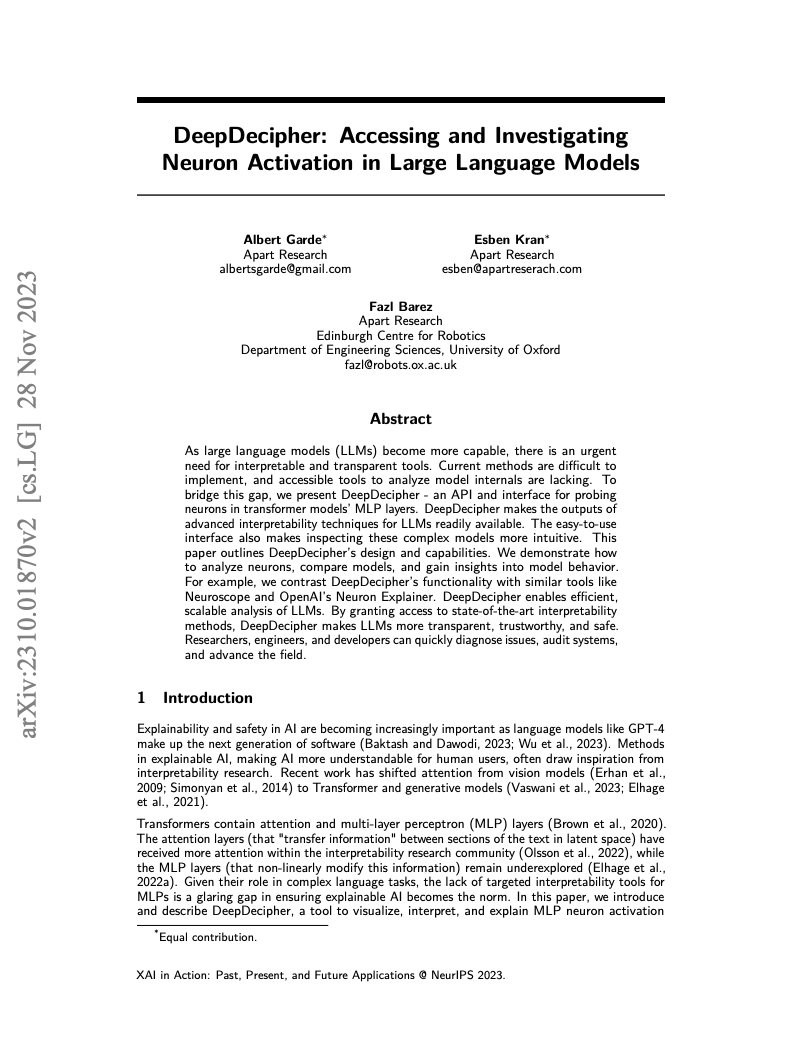 DeepDecipher: Accessing and Investigating
Neuron Activation in Large Language Models
Albert Garde*
Apart Research
albertsgarde@gmail.com
Esben Kran*
Apart Research
esben@apartreserach.com
Fazl Barez
Apart Research
Edinburgh Centre for Robotics
Department of Engineering Sciences, University of Oxford
fazl@robots.ox.ac.uk
Abstract
As large language models (LLMs) become more capable, there is an urgent
need for interpretable and transparent tools. Current methods are difficult to
implement, and accessible tools to analyze model internals are lacking. To
bridge this gap, we present DeepDecipher - an API and interface for probing
neurons in transformer models' MLP layers. DeepDecipher makes the outputs of
advanced interpretability techniques for LLMs readily available. The easy-to-use
interface also makes inspecting these complex models more intuitive. This
paper outlines DeepDecipher's design and capabilities. We demonstrate how
to analyze neurons, compare models, and gain insights into model behavior.
For example, we contrast DeepDecipher's functionality with similar tools like
Neuroscope and OpenAI's Neuron Explainer. DeepDecipher enables efficient,
scalable analysis of LLMs. By granting access to state-of-the-art interpretability
methods, DeepDecipher makes LLMs more transparent, trustworthy, and safe.
Researchers, engineers, and developers can quickly diagnose issues, audit systems,
and advance the field.
1 Introduction
Explainability and safety in AI are becoming increasingly important as language models like GPT-4
make up the next generation of software (Baktash and Dawodi, 2023; Wu et al., 2023). Methods
in explainable AI, making AI more understandable for human users, often draw inspiration from
interpretability research. Recent work has shifted attention from vision models (Erhan et al.,
2009; Simonyan et al., 2014) to Transformer and generative models (Vaswani et al., 2023; Elhage
et al., 2021).
Transformers contain attention and multi-layer perceptron (MLP) layers (Brown et al., 2020).
The attention layers (that "transfer information" between sections of the text in latent space) have
received more attention within the interpretability research community (Olsson et al., 2022), while
the MLP layers (that non-linearly modify this information) remain underexplored (Elhage et al.,
2022a). Given their role in complex language tasks, the lack of targeted interpretability tools for
MLPs is a glaring gap in ensuring explainable AI becomes the norm. In this paper, we introduce
and describe DeepDecipher, a tool to visualize, interpret, and explain MLP neuron activation
*Equal contribution.
XAI in Action: Past, Present, and Future Applications @ NeurIPS 2023.
arXiv:2310.01870v2 [cs.LG] 28 Nov 2023